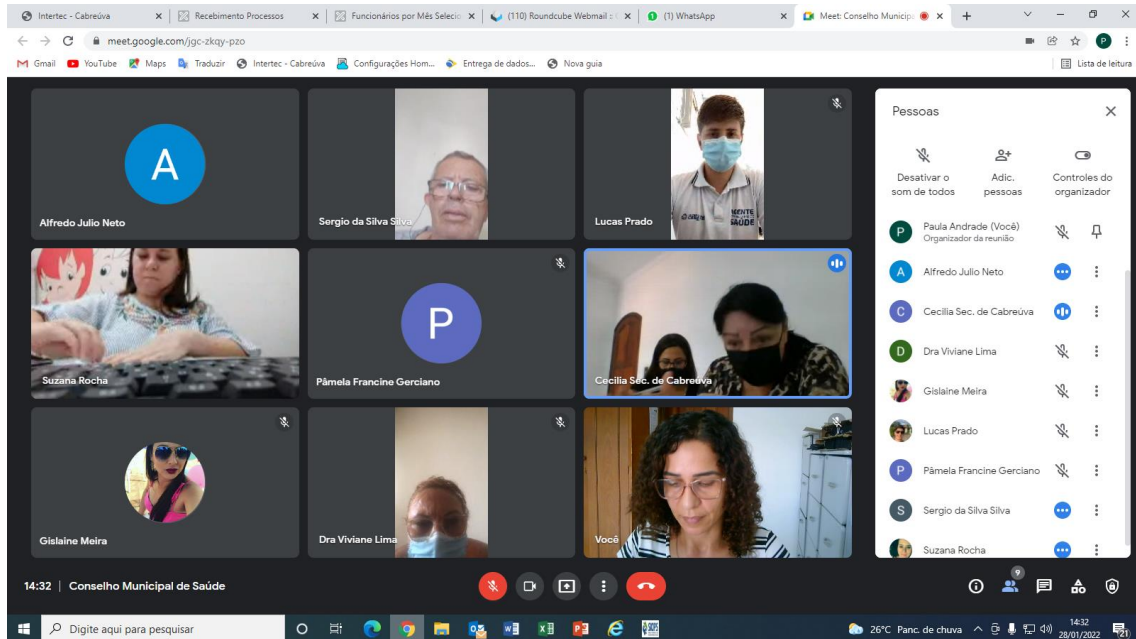 Intertec - Cabreúva
Recebimento Processos
Funcionários por Mês Selecio
(110) Roundcube Webmail ::
(1) WhatsApp
Meet: Conselho Municip
meet.google.com/jgc-zkqy-pzo
P
Gmail
YouTube
Maps
Traduzir
Intertec - Cabreúva
Configurações Hom...
Entrega de dados...
Nova guia
Lista de leitura
A
Alfredo Julio Neto
Sergio da Silva Silva
Lucas Prado
SAÚDE
Suzana Rocha
P
Pâmela Francine Gerciano
Cecilia Sec. de Cabreúva
Gislaine Meira
Dra Viviane Lima
Você
Pessoas
Desativar o
som de todos
Adic.
pessoas
Controles do
organizador
P
Paula Andrade (Você)
Organizador da reunião
A
Alfredo Julio Neto
C
Cecilia Sec. de Cabreúva
D
Dra Viviane Lima
Gislaine Meira
Lucas Prado
P
Pâmela Francine Gerciano
S
Sergio da Silva Silva
Suzana Rocha
14:32 | Conselho Municipal de Saúde
9
Digite aqui para pesquisar
26°C Panc. de chuva
14:32
28/01/2022